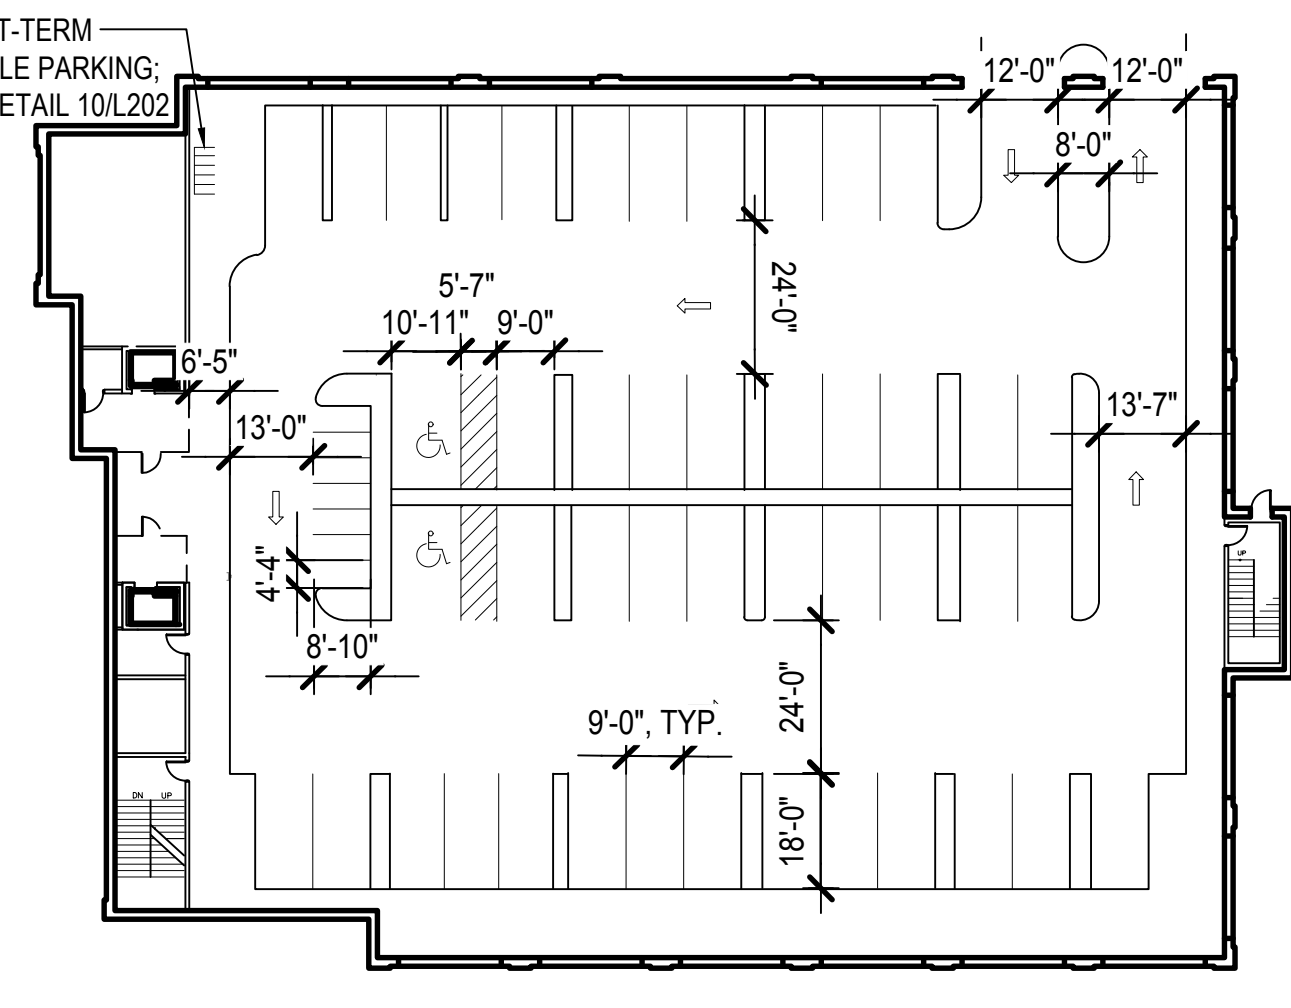 T-TERM
LE PARKING;
ETAIL 10/L202
12'-0" 12'-0"
8'-0"
24'-0"
5'-7"
10'-11" 9'-0"
6'-5"
13'-0"
13'-7"
4'-4"
UP
8'-10"
24'-0"
9'-0", TYP.
DN UP
18'-0"